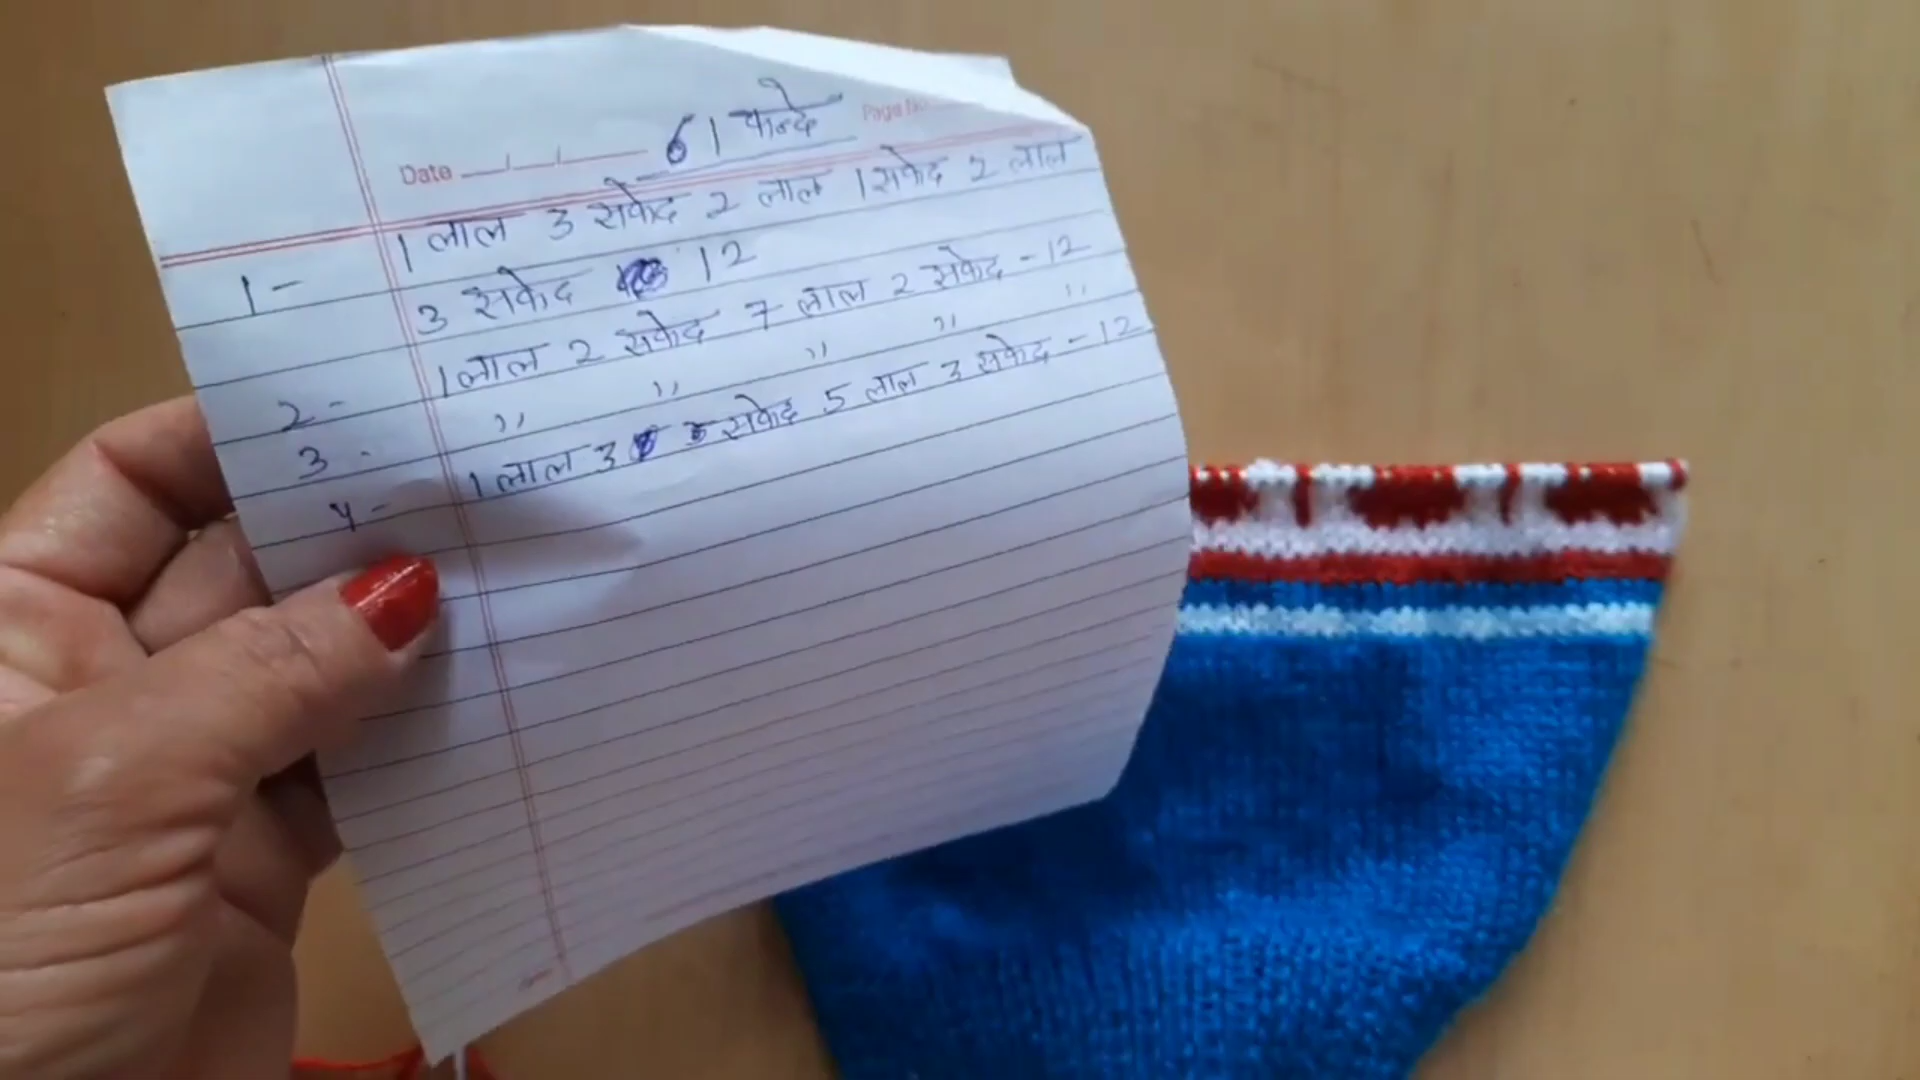 Date 61 फन्दे Page No.
1 लाल 3 सफेद 2 लाल 1 सफेद 2 लाल
1 - 3 सफेद 12
1 लाल 2 सफेद 7 लाल 2 सफेद - 12
2 -
3 - ,, ,, ,, ,, ,,
4 - 1 लाल 3 सफेद 5 लाल 3 सफेद - 12